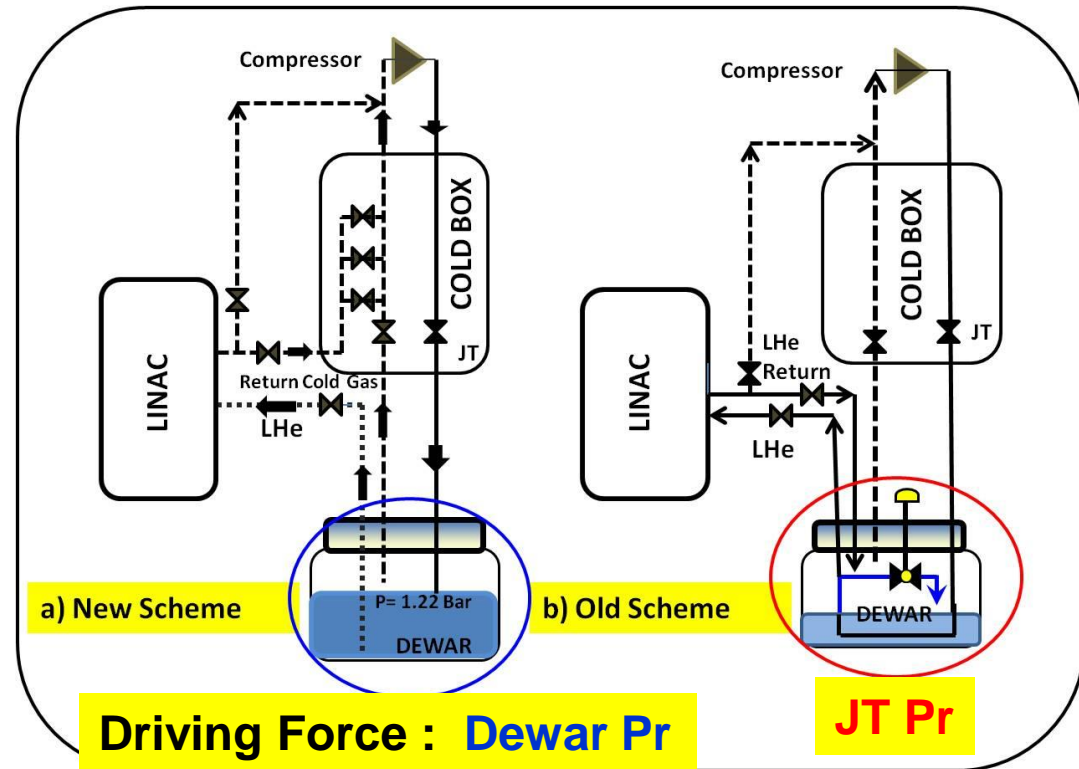 Compressor
COLD BOX
JT
LINAC
Return Cold Gas
LHe
a) New Scheme
P= 1.22 Bar
DEWAR
Compressor
COLD BOX
JT
LINAC
LHe
Return
LHe
b) Old Scheme
DEWAR
Driving Force : Dewar Pr
JT Pr